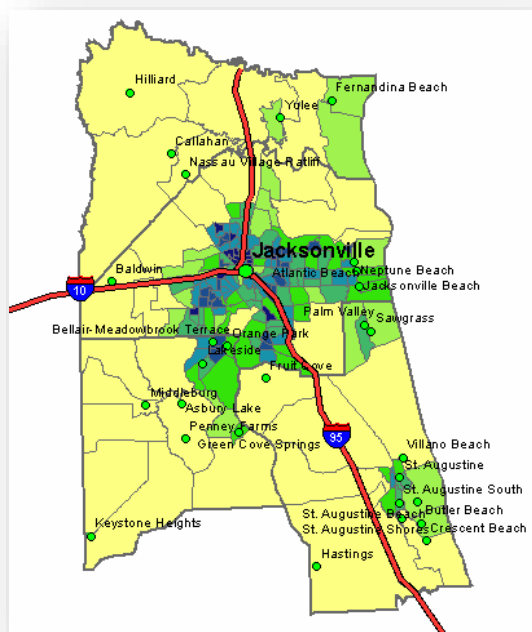 Hilliard
Fernandina Beach
Yulee
Callahan
Nassau Village Ratliff
Jacksonville
Baldwin
Atlantic Beach
Neptune Beach
10
Jacksonville Beach
Palm Valley
Sawgrass
Bellair-Meadowbrook Terrace
Orange Park
Lakeside
Fruit Cove
Middleburg
Asbury Lake
Penney Farms
95
Green Cove Springs
Villano Beach
St. Augustine
St. Augustine South
St. Augustine Beach
Butler Beach
St. Augustine Shores
Crescent Beach
Keystone Heights
Hastings